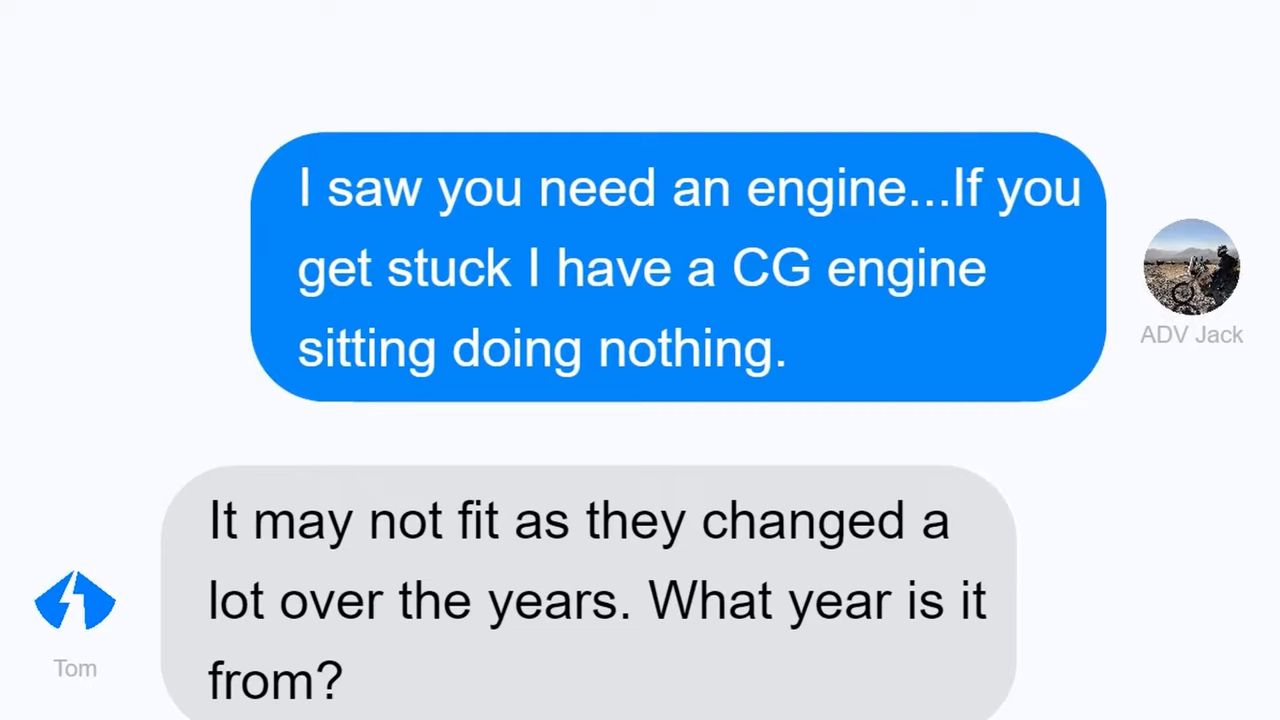 I saw you need an engine...If you
get stuck I have a CG engine
sitting doing nothing.
ADV Jack
It may not fit as they changed a
lot over the years. What year is it
from?
Tom